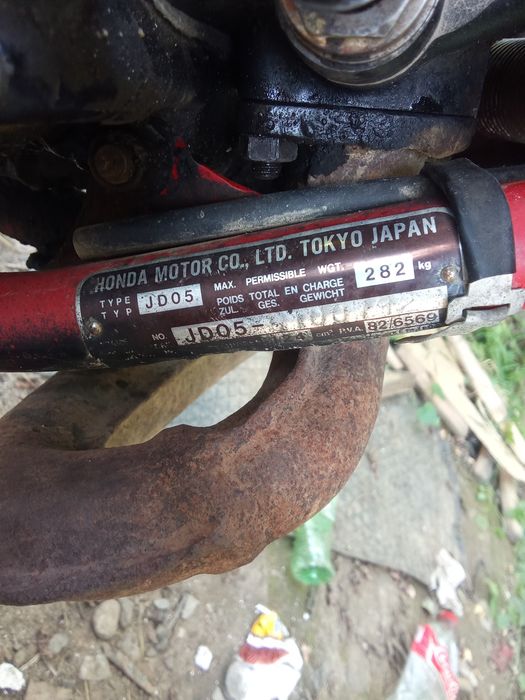 HONDA MOTOR CO., LTD. TOKYO JAPAN
TYPE TYP JD05 MAX. PERMISSIBLE WGT. 282 kg
POIDS TOTAL EN CHARGE
ZUL. GES. GEWICHT
NO. JD05-
cm³ P.V.A. 82/6569